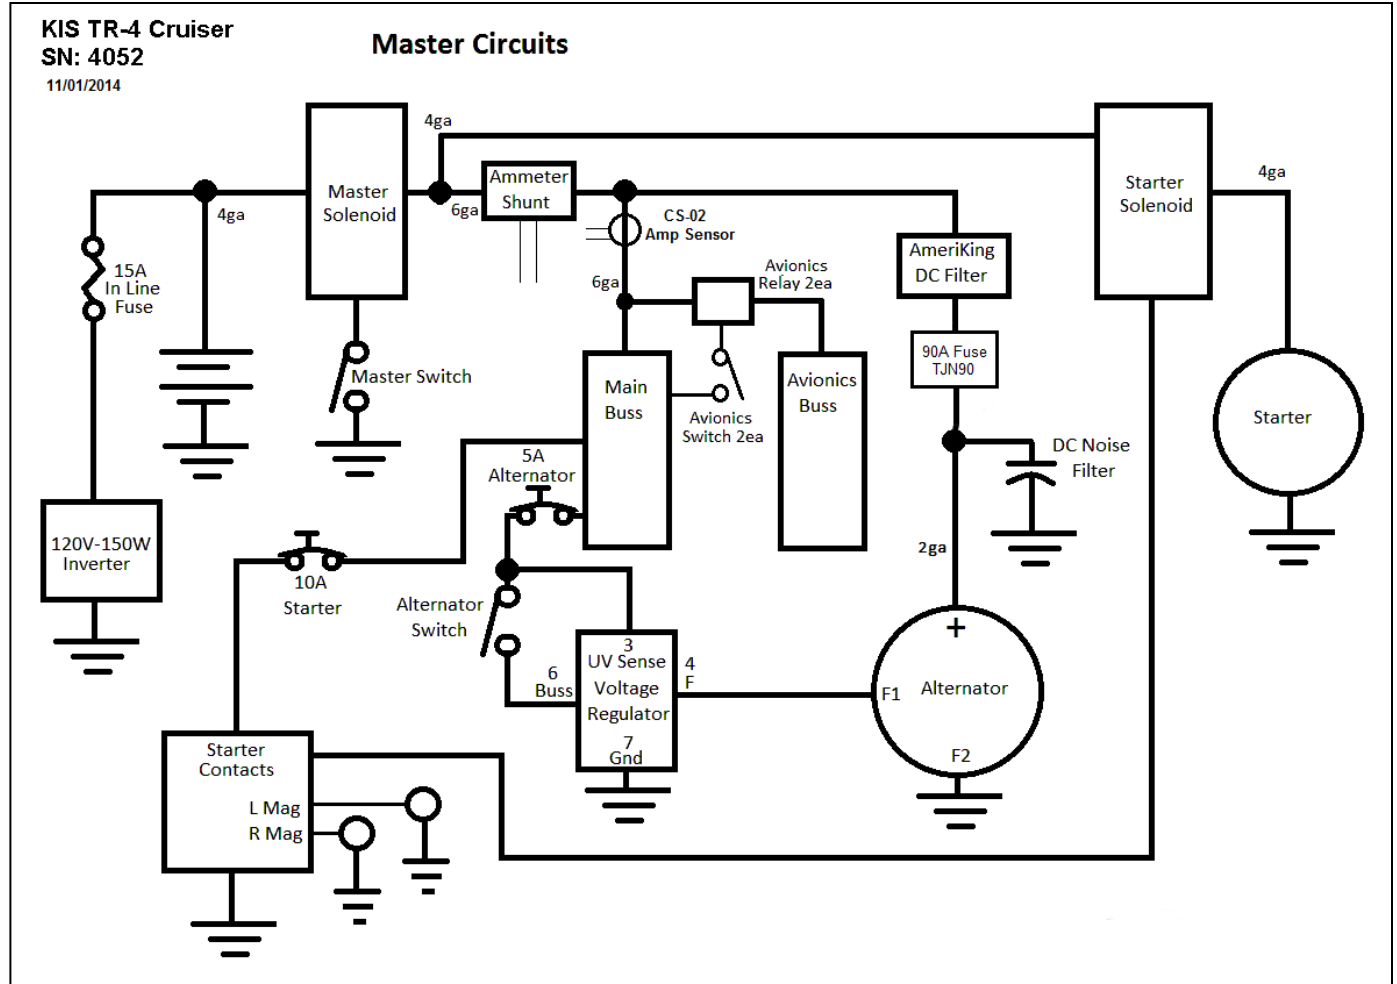 KIS TR-4 Cruiser
SN: 4052
11/01/2014
Master Circuits
4ga
Master
Solenoid
4ga
6ga
Ammeter
Shunt
CS-02
Amp Sensor
Starter
Solenoid
4ga
15A
In Line
Fuse
6ga
Avionics
Relay 2ea
AmeriKing
DC Filter
90A Fuse
TJN90
Master Switch
Main
Buss
Avionics
Switch 2ea
Avionics
Buss
Starter
DC Noise
Filter
5A
Alternator
120V-150W
Inverter
10A
Starter
Alternator
Switch
2ga
3
UV Sense
Voltage
Regulator
7
Gnd
6
Buss
4
F
+
F1
Alternator
F2
Starter
Contacts
L Mag
R Mag